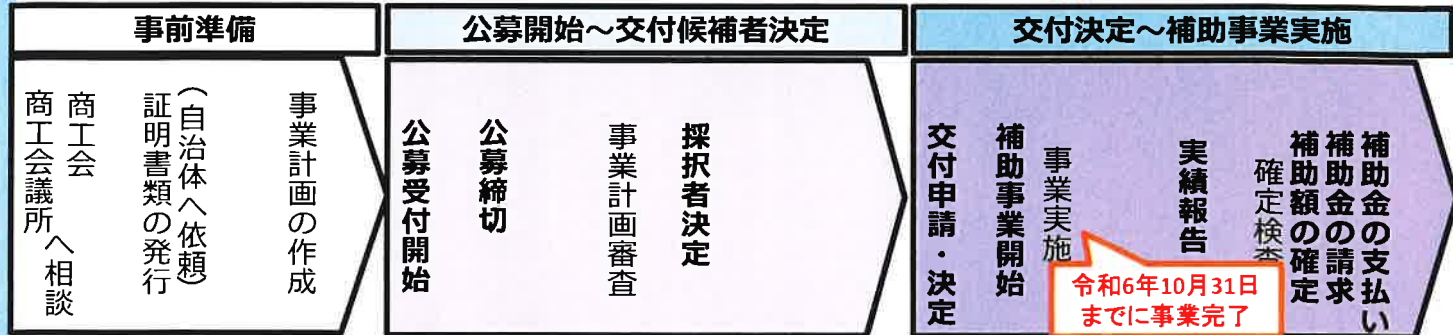 事前準備
商工会
商工会議所
へ相談
証明書類の発行
（自治体へ依頼）
事業計画の作成
公募開始～交付候補者決定
公募受付開始
公募締切
事業計画審査
採択者決定
交付決定～補助事業実施
交付申請・決定
補助事業開始
事業実施
令和6年10月31日
までに事業完了
実績報告
確定検査
補助額の確定
補助金の請求
補助金の支払い